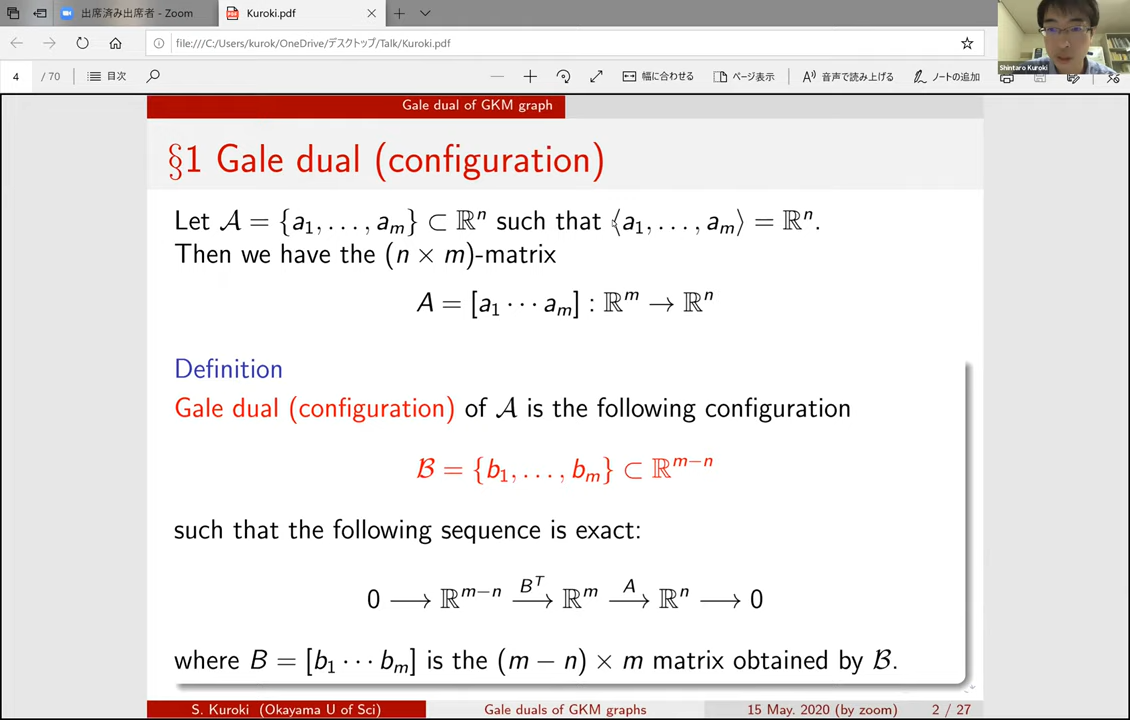 出席済み出席者 - Zoom
Kuroki.pdf
file:///C:/Users/kurok/OneDrive/デスクトップ/Talk/Kuroki.pdf
4 / 70 目次 幅に合わせる ページ表示 音声で読み上げる ノートの追加
Shintaro Kuroki
Gale dual of GKM graph
§1 Gale dual (configuration)
Let 𝒜 = {a₁, . . . , aₘ} ⊂ ℝⁿ such that ⟨a₁, . . . , aₘ⟩ = ℝⁿ.
Then we have the (n × m)-matrix
A = [a₁ · · · aₘ] : ℝᵐ → ℝⁿ
Definition
Gale dual (configuration) of 𝒜 is the following configuration
ℬ = {b₁, . . . , bₘ} ⊂ ℝᵐ⁻ⁿ
such that the following sequence is exact:
0 ⟶ ℝᵐ⁻ⁿ ⟶^{Bᵀ} ℝᵐ ⟶^{A} ℝⁿ ⟶ 0
where B = [b₁ · · · bₘ] is the (m − n) × m matrix obtained by ℬ.
S. Kuroki (Okayama U of Sci) Gale duals of GKM graphs 15 May. 2020 (by zoom) 2 / 27